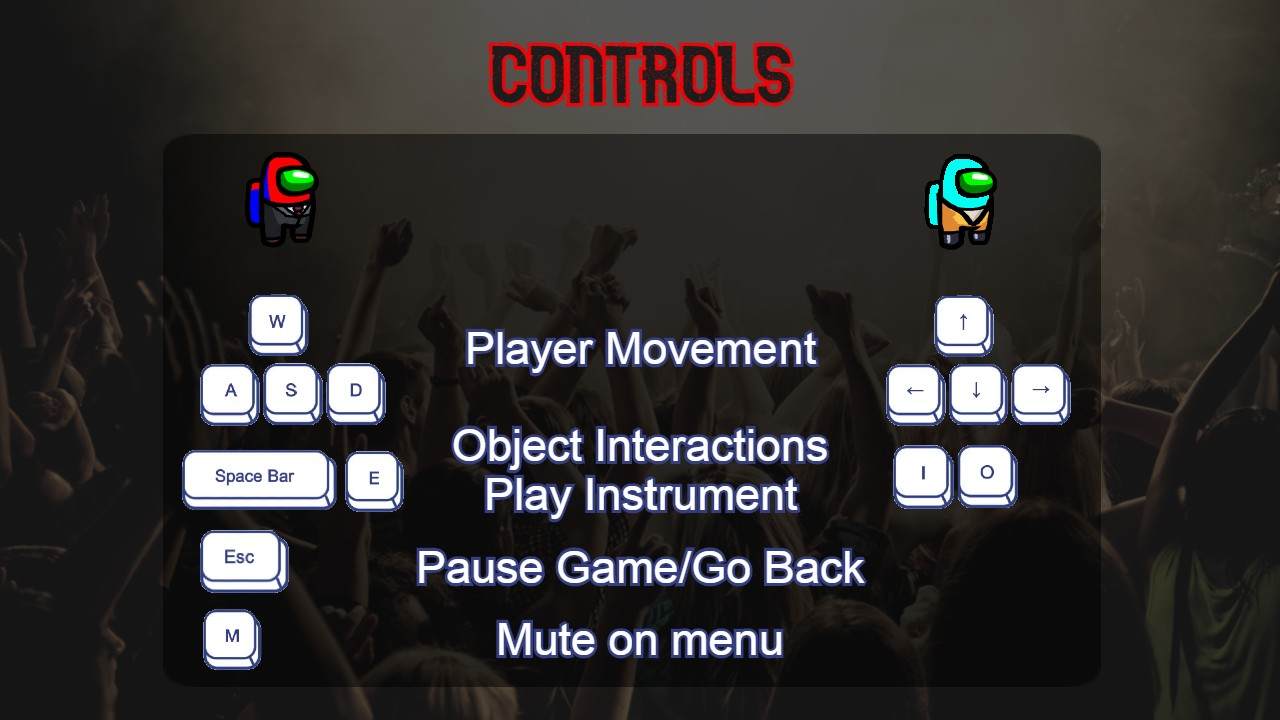 CONTROLS
W ↑
Player Movement
A S D ← ↓ →
Object Interactions
Space Bar E I O
Play Instrument
Esc Pause Game/Go Back
M Mute on menu